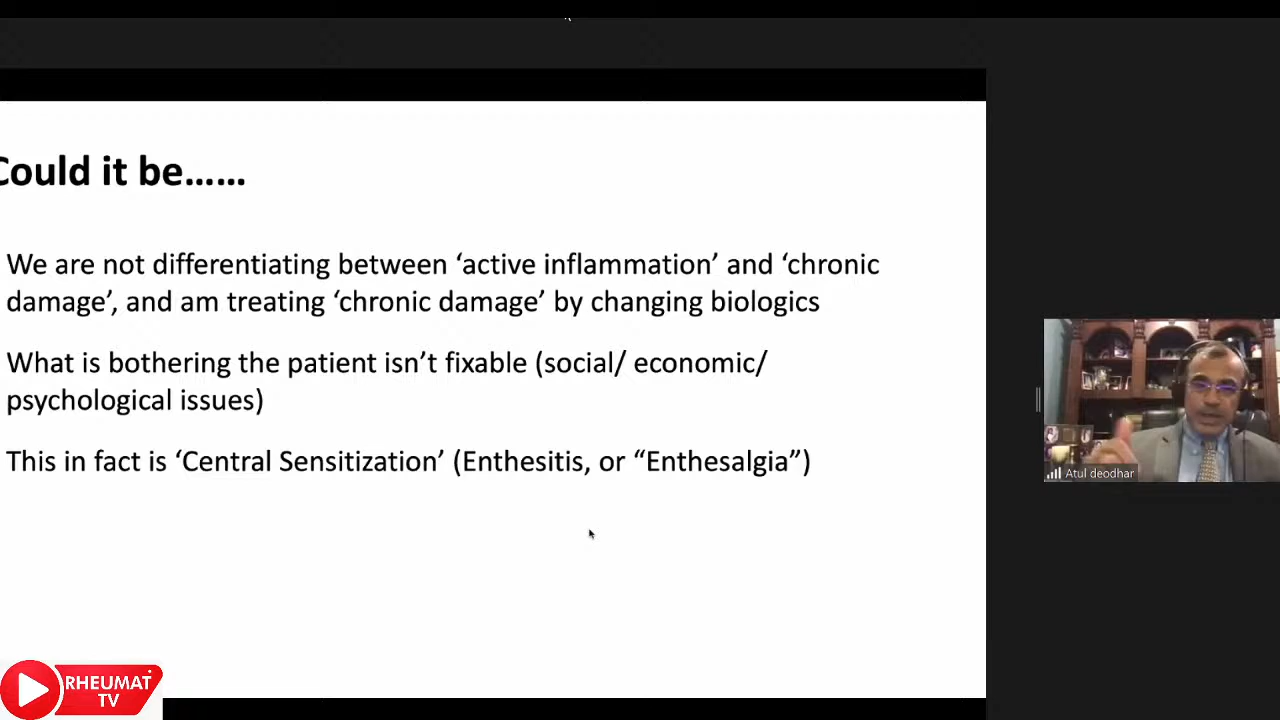 Could it be......
We are not differentiating between ‘active inflammation’ and ‘chronic
damage’, and am treating ‘chronic damage’ by changing biologics
What is bothering the patient isn’t fixable (social/ economic/
psychological issues)
This in fact is ‘Central Sensitization’ (Enthesitis, or “Enthesalgia”)
Atul deodhar
RHEUMAT
TV